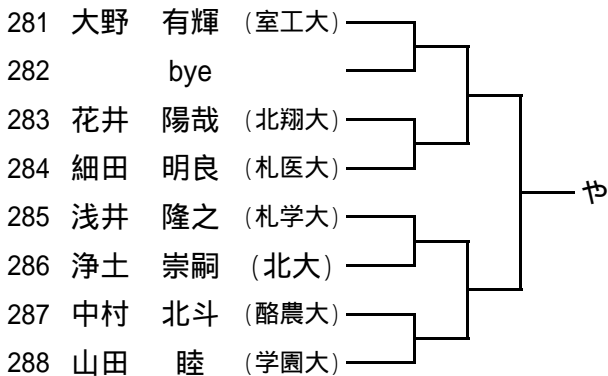 281 大野 有輝 (室工大)
282 bye
283 花井 陽哉 (北翔大)
284 細田 明良 (札医大)
285 浅井 隆之 (札学大)
286 浄土 崇嗣 (北大)
287 中村 北斗 (酪農大)
288 山田 睦 (学園大)
や